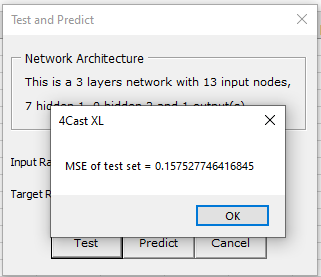 Test and Predict
Network Architecture
This is a 3 layers network with 13 input nodes,
7 hidden 1, 0 hidden 2 and 1 output(s)
4Cast XL
MSE of test set = 0.157527746416845
Input Ra
OK
Target R
Test
Predict
Cancel